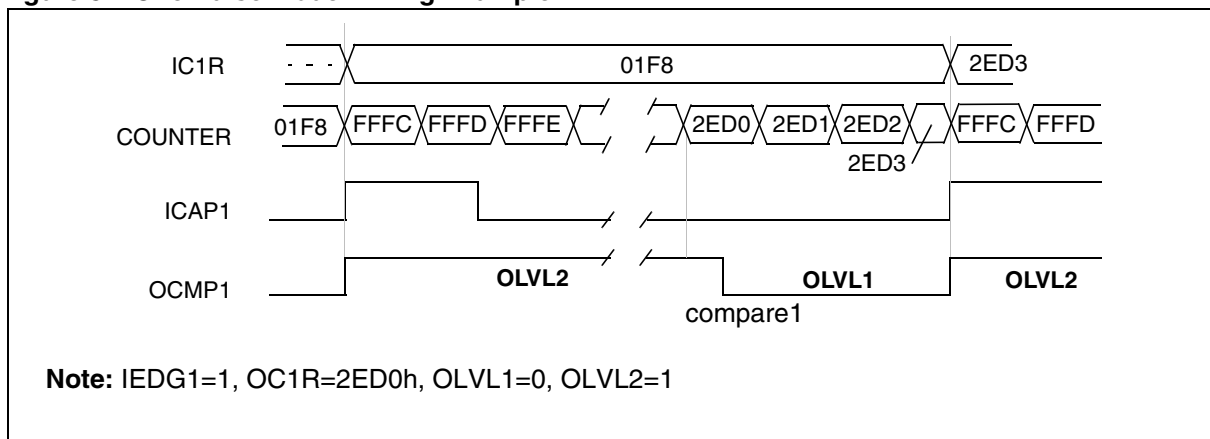 IC1R - - - 01F8 2ED3
COUNTER 01F8 FFFC FFFD FFFE 2ED0 2ED1 2ED2 FFFC FFFD
2ED3
ICAP1
OCMP1 OLVL2 OLVL1 OLVL2
compare1
Note: IEDG1=1, OC1R=2ED0h, OLVL1=0, OLVL2=1